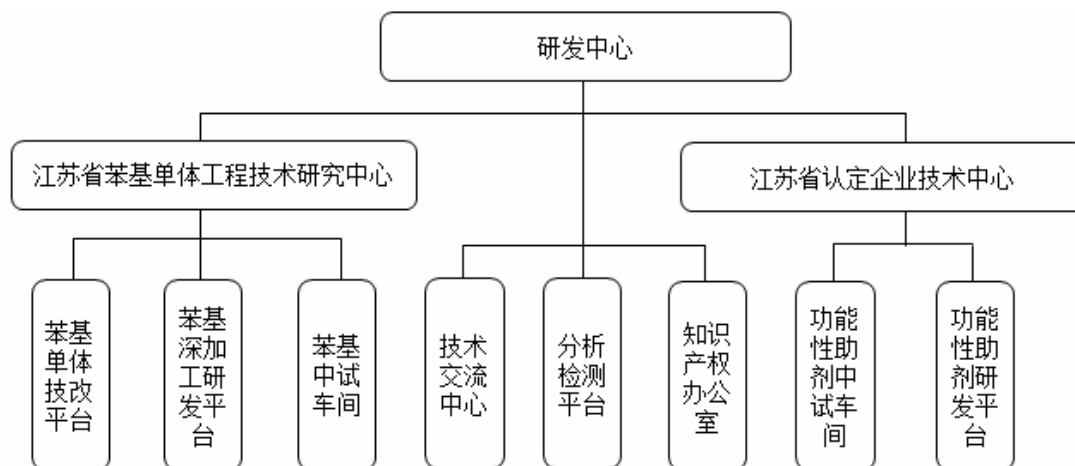 研发中心
江苏省苯基单体工程技术研究中心
江苏省认定企业技术中心
苯基
单体
技改
平台
苯基
深加
工研
发平
台
苯基
中试
车间
技术
交流
中心
分析
检测
平台
知识
产权
办公
室
功能
性助
剂中
试车
间
功能
性助
剂研
发平
台